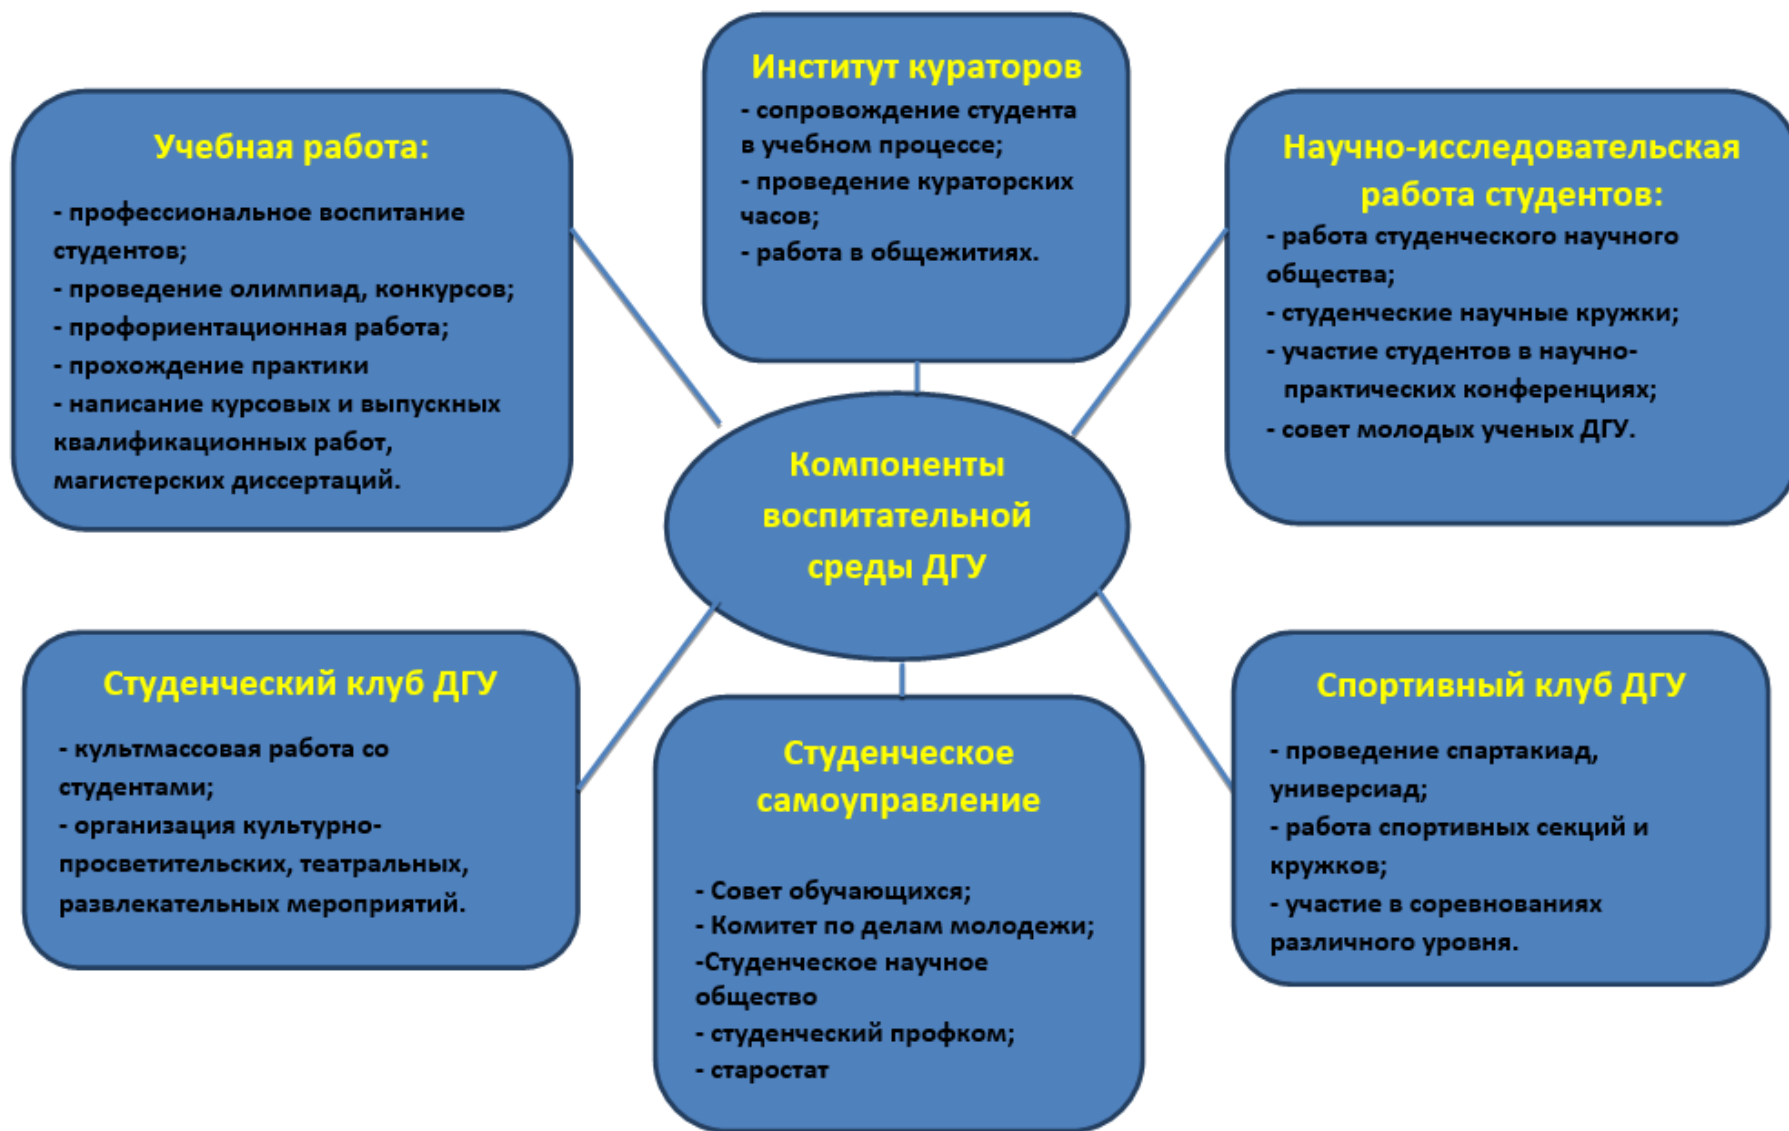 Институт кураторов
- сопровождение студента
в учебном процессе;
- проведение кураторских
часов;
- работа в общежитиях.
Учебная работа:
- профессиональное воспитание
студентов;
- проведение олимпиад, конкурсов;
- профориентационная работа;
- прохождение практики
- написание курсовых и выпускных
квалификационных работ,
магистерских диссертаций.
Научно-исследовательская
работа студентов:
- работа студенческого научного
общества;
- студенческие научные кружки;
- участие студентов в научно-
практических конференциях;
- совет молодых ученых ДГУ.
Компоненты
воспитательной
среды ДГУ
Студенческий клуб ДГУ
- культмассовая работа со
студентами;
- организация культурно-
просветительских, театральных,
развлекательных мероприятий.
Студенческое
самоуправление
- Совет обучающихся;
- Комитет по делам молодежи;
-Студенческое научное
общество
- студенческий профком;
- старостат
Спортивный клуб ДГУ
- проведение спартакиад,
универсиад;
- работа спортивных секций и
кружков;
- участие в соревнованиях
различного уровня.